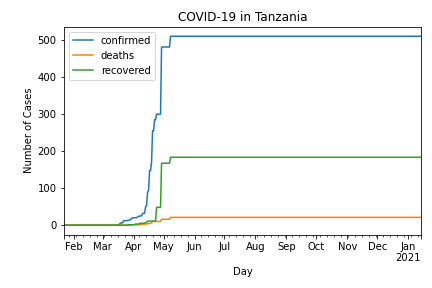 COVID-19 in Tanzania
confirmed
deaths
recovered
Number of Cases
500
400
300
200
100
0
Feb Mar Apr May Jun Jul Aug Sep Oct Nov Dec Jan
2021
Day